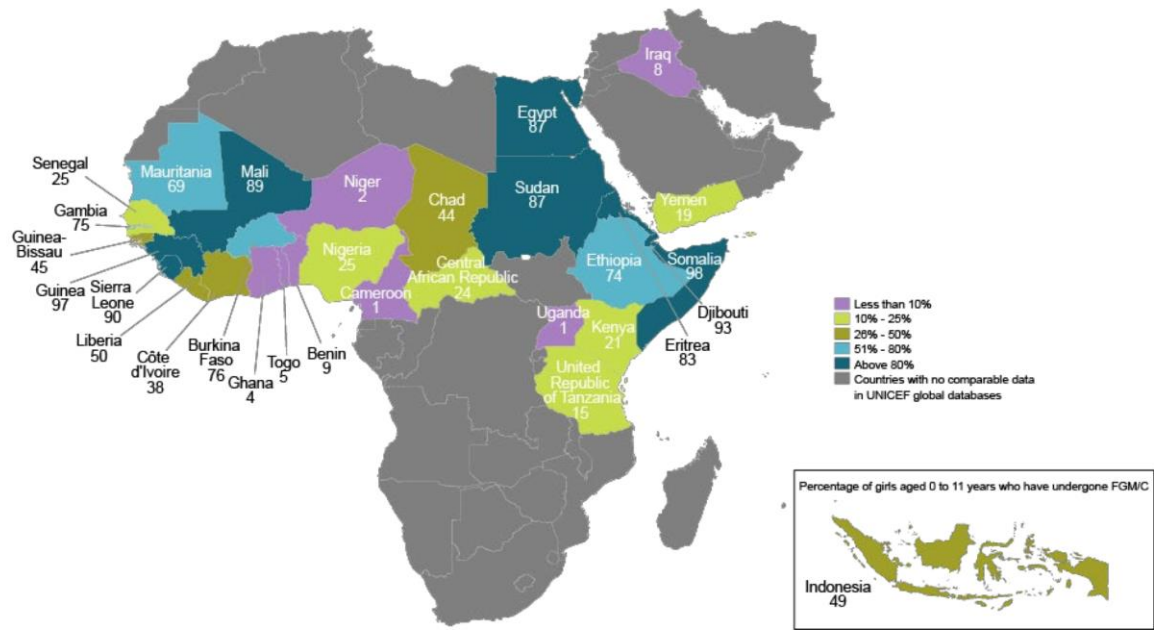 Iraq
8
Egypt
87
Senegal
25
Mauritania
69
Mali
89
Niger
2
Chad
44
Sudan
87
Yemen
19
Gambia
75
Guinea-
Bissau
45
Nigeria
25
Central
African Republic
24
Ethiopia
74
Somalia
98
Guinea
97
Sierra
Leone
90
Cameroon
1
Uganda
1
Kenya
21
Djibouti
93
Eritrea
83
Liberia
50
Côte
d'Ivoire
38
Burkina
Faso
76
Ghana
4
Togo
5
Benin
9
United
Republic
of Tanzania
15
Less than 10%
10% - 25%
26% - 50%
51% - 80%
Above 80%
Countries with no comparable data
in UNICEF global databases
Percentage of girls aged 0 to 11 years who have undergone FGM/C
Indonesia
49